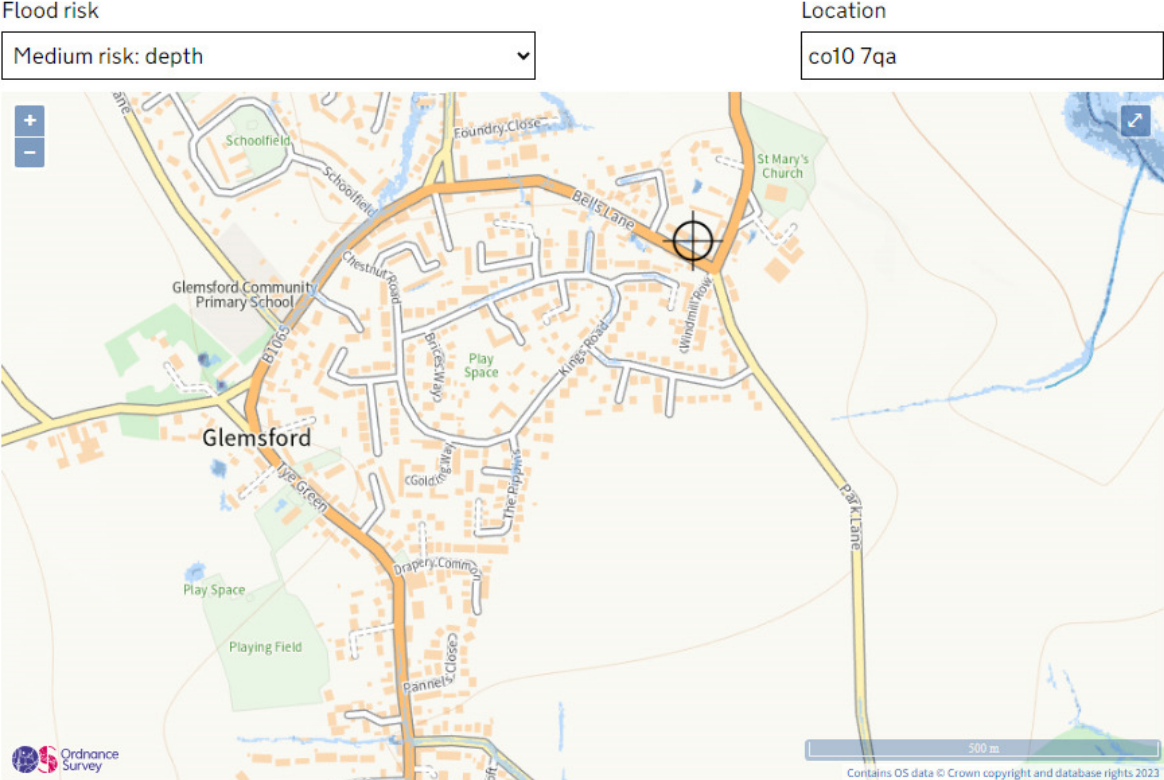 Flood risk
Location
Medium risk: depth
co10 7qa
+
−
Foundry Close
Schoolfield
St Mary's
Church
Schoolfield
Bells Lane
Chestnut Road
Glemsford Community
Primary School
Windmill Row
B1065
Brices Way
Kings Road
Play
Space
Glemsford
Tye Green
Golding Way
The Pippins
Park Lane
Drapery Common
Play Space
Playing Field
Pannels Close
Ordnance
Survey
500 m
Contains OS data © Crown copyright and database rights 2023